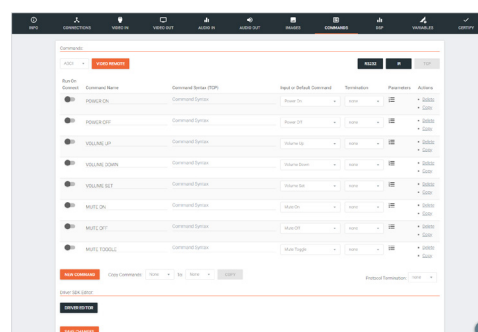 INFO CONNECTIONS VIDEO IN VIDEO OUT AUDIO IN AUDIO OUT IMAGES COMMANDS DSP VARIABLES CERTIFY
Commands
ASCII VIDEO REMOTE RS232 IR TCP
Run On
Connect Command Name Command Syntax (TCP) Input or Default Command Termination Parameters Actions
POWER ON Command Syntax Power On none Delete
Copy
POWER OFF Command Syntax Power Off none Delete
Copy
VOLUME UP Command Syntax Volume Up none Delete
Copy
VOLUME DOWN Command Syntax Volume Down none Delete
Copy
VOLUME SET Command Syntax Volume Set none Delete
Copy
MUTE ON Command Syntax Mute On none Delete
Copy
MUTE OFF Command Syntax Mute Off none Delete
Copy
MUTE TOGGLE Command Syntax Mute Toggle none Delete
Copy
NEW COMMAND Copy Commands: None to None COPY Protocol Termination: none
Driver SDK Editor
DRIVER EDITOR
SAVE CHANGES